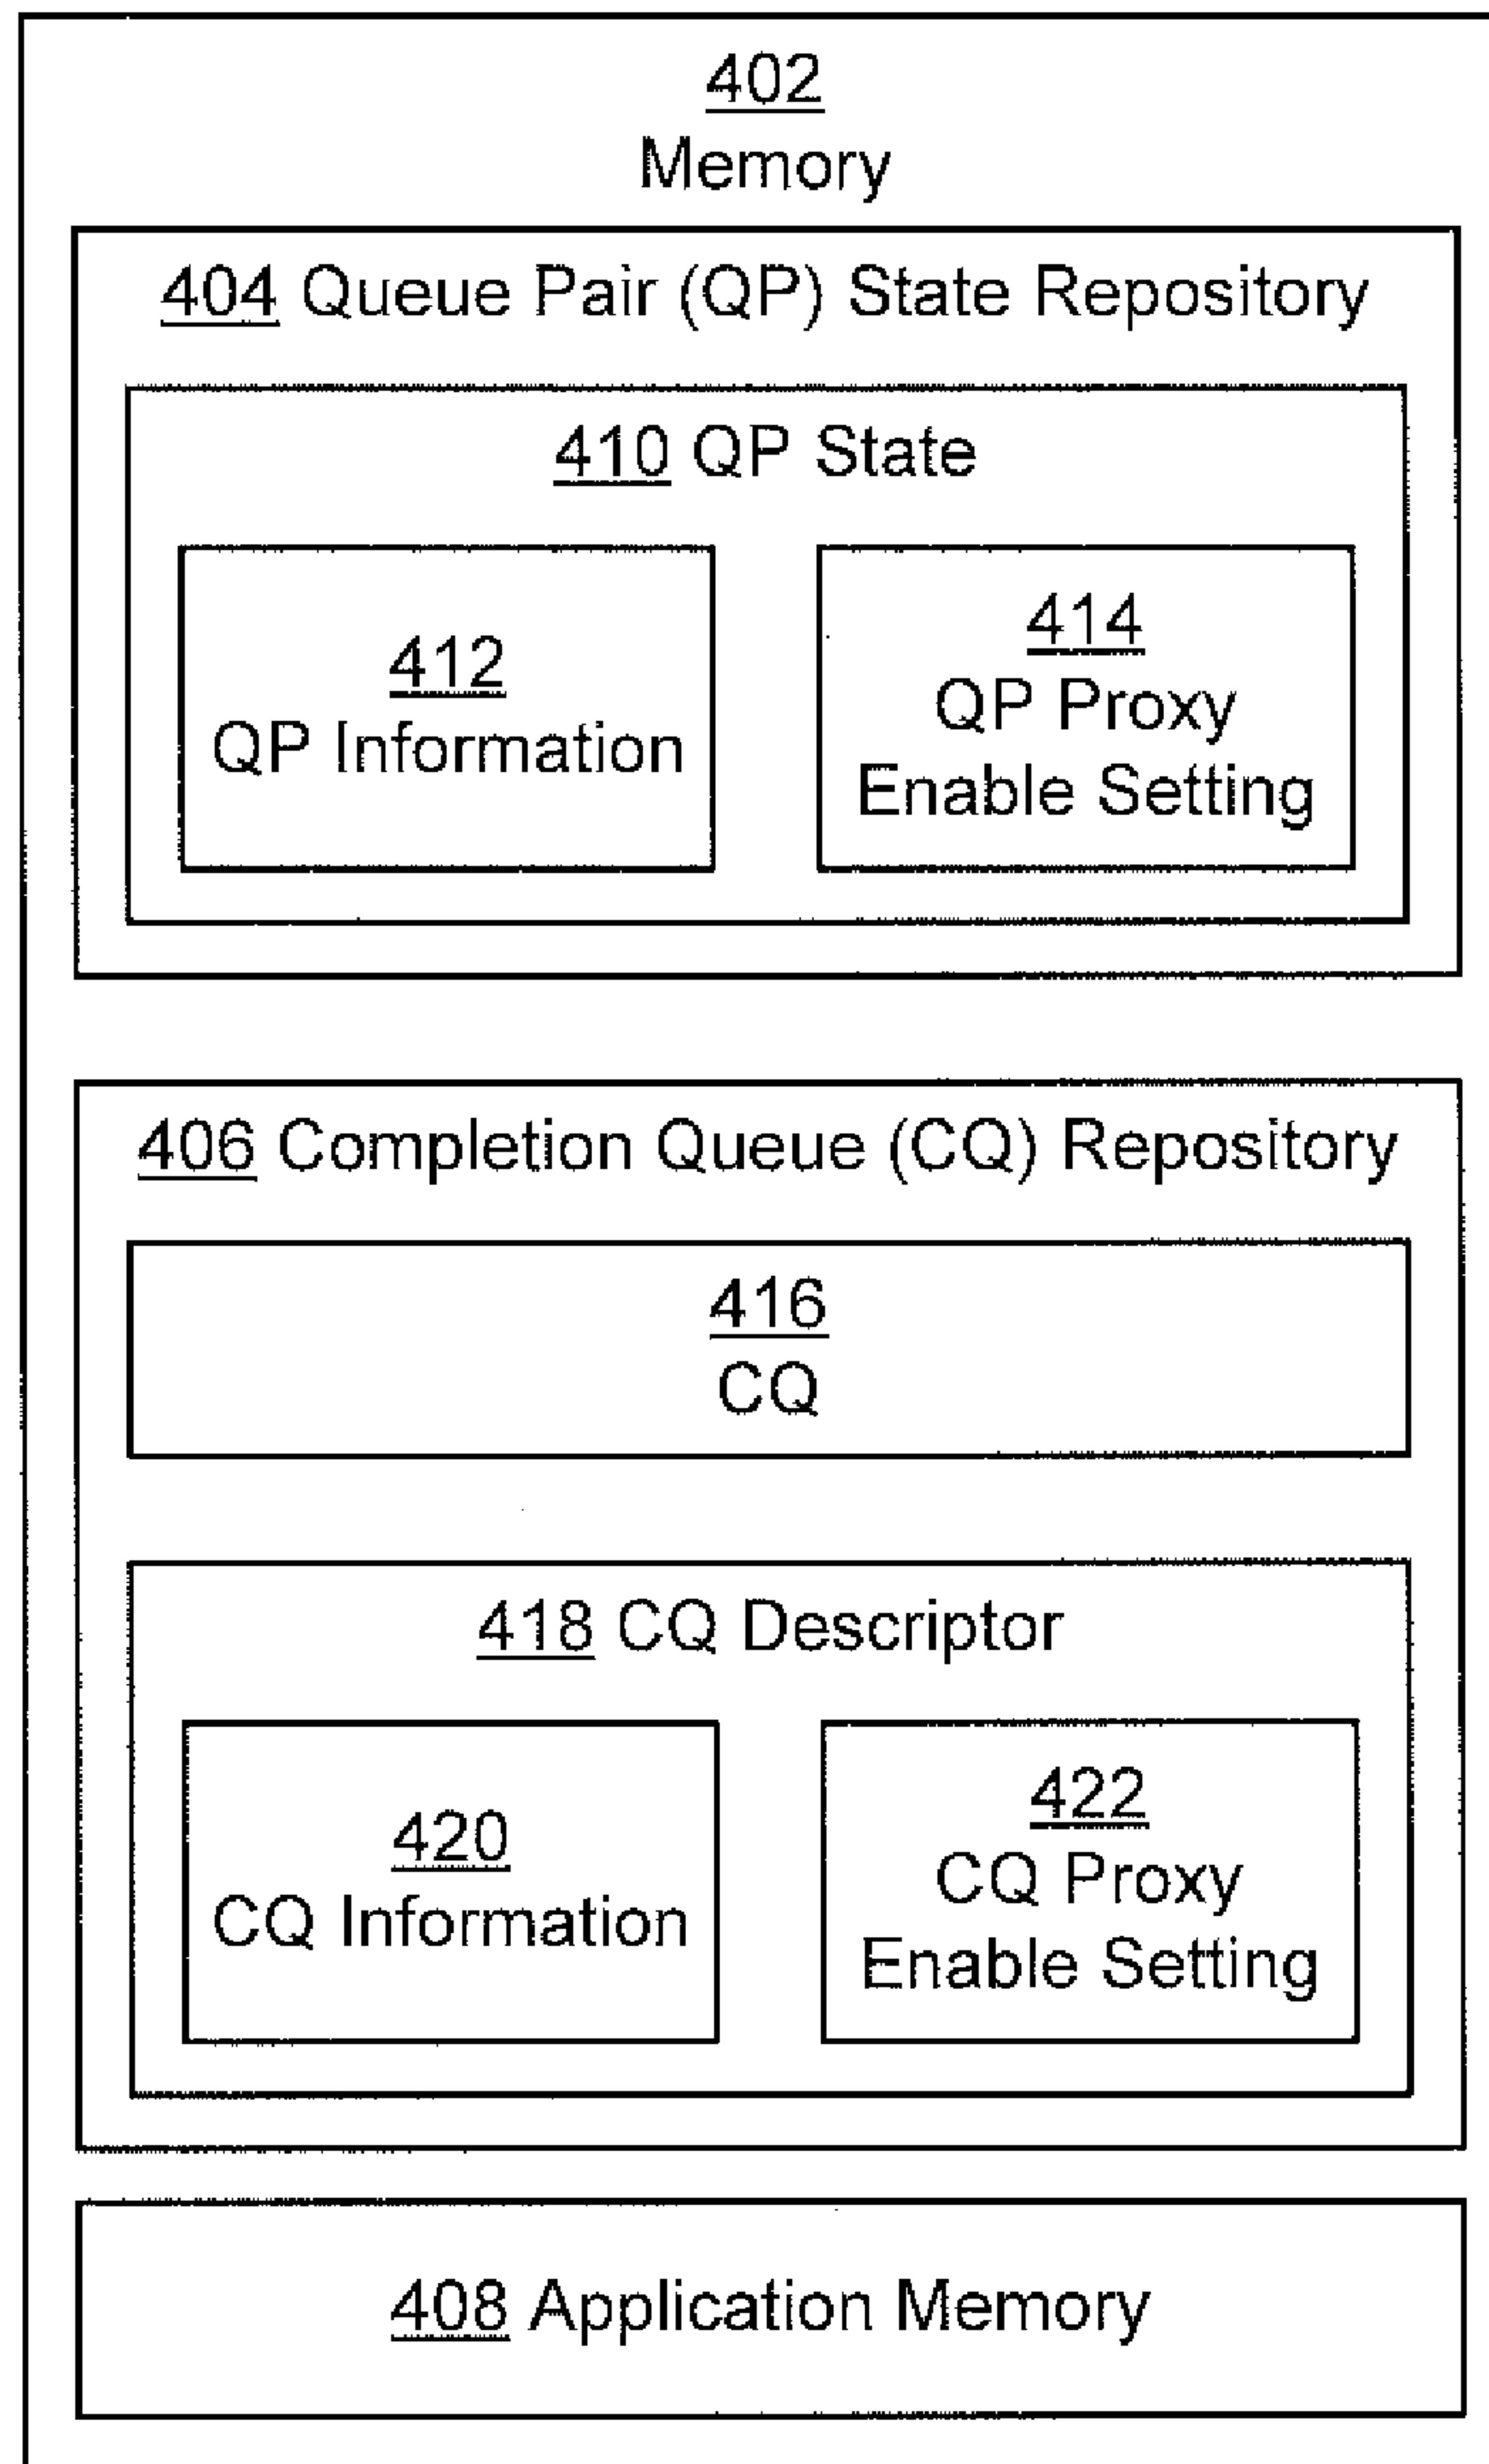 402
Memory
404 Queue Pair (QP) State Repository
410 QP State
412
QP Information
414
QP Proxy
Enable Setting
406 Completion Queue (CQ) Repository
416
CQ
418 CQ Descriptor
420
CQ Information
422
CQ Proxy
Enable Setting
408 Application Memory